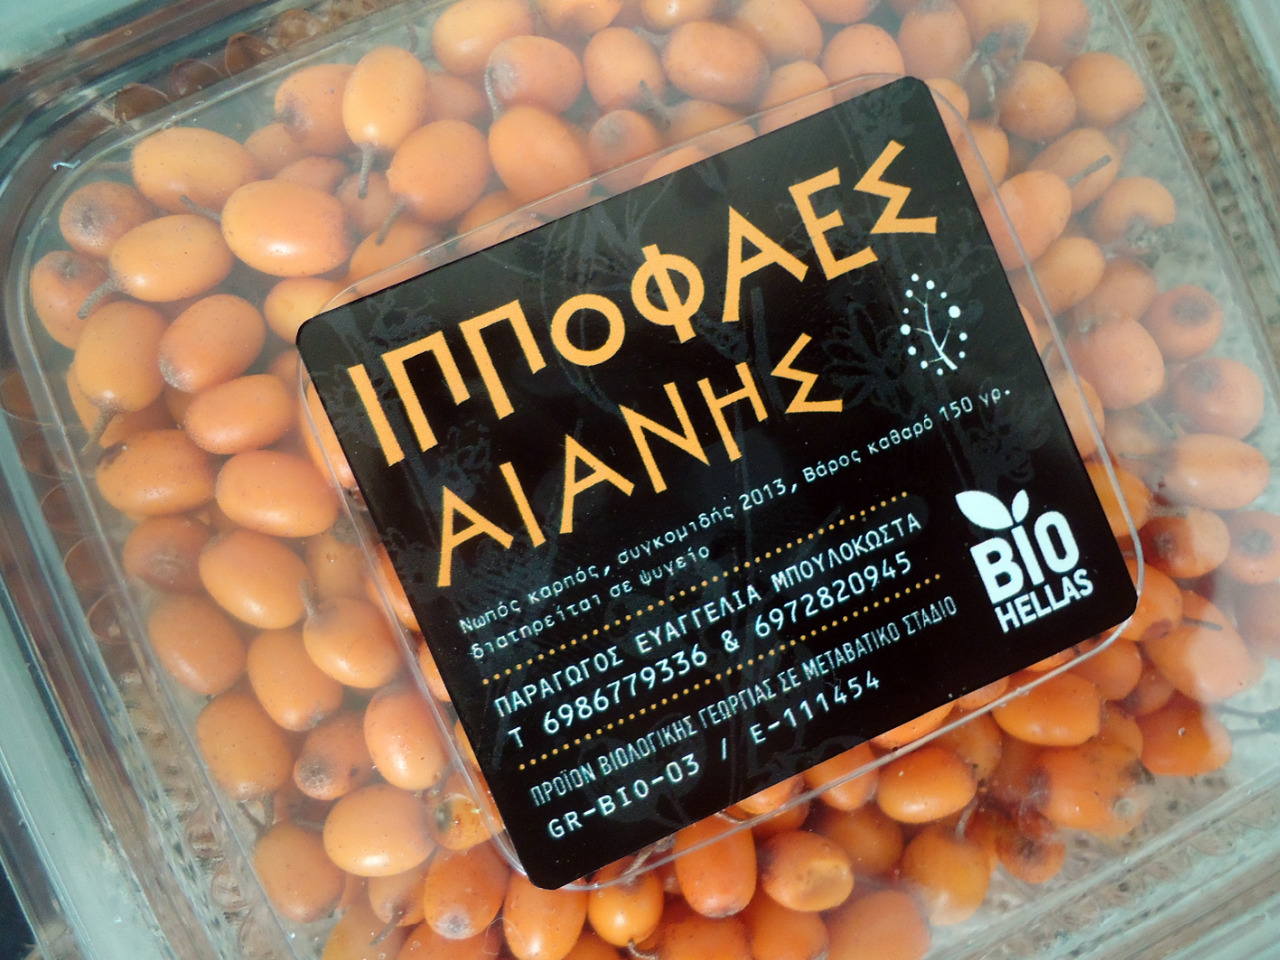 ΙΠΠΟΦΑΕΣ
ΑΙΑΝΗΣ
Νωπός καρπός, συγκομιδής 2013, Βάρος καθαρό 150 γρ.
διατηρείται σε ψυγείο
ΠΑΡΑΓΩΓΟΣ ΕΥΑΓΓΕΛΙΑ ΜΠΟΥΛΟΚΩΣΤΑ
Τ 6986779336 & 6972820945
ΠΡΟΪΟΝ ΒΙΟΛΟΓΙΚΗΣ ΓΕΩΡΓΙΑΣ ΣΕ ΜΕΤΑΒΑΤΙΚΟ ΣΤΑΔΙΟ
GR-BIO-03 / E-111454
BIO
HELLAS